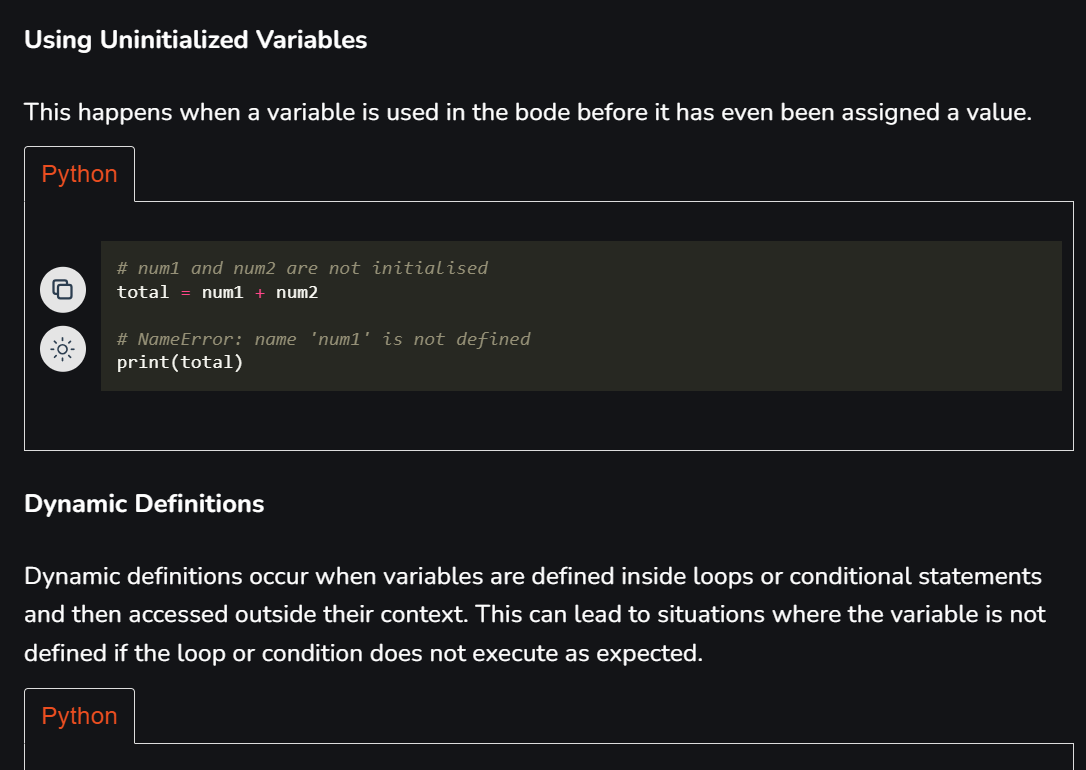 Using Uninitialized Variables
This happens when a variable is used in the bode before it has even been assigned a value.
Python
# num1 and num2 are not initialised
total = num1 + num2
# NameError: name 'num1' is not defined
print(total)
Dynamic Definitions
Dynamic definitions occur when variables are defined inside loops or conditional statements
and then accessed outside their context. This can lead to situations where the variable is not
defined if the loop or condition does not execute as expected.
Python